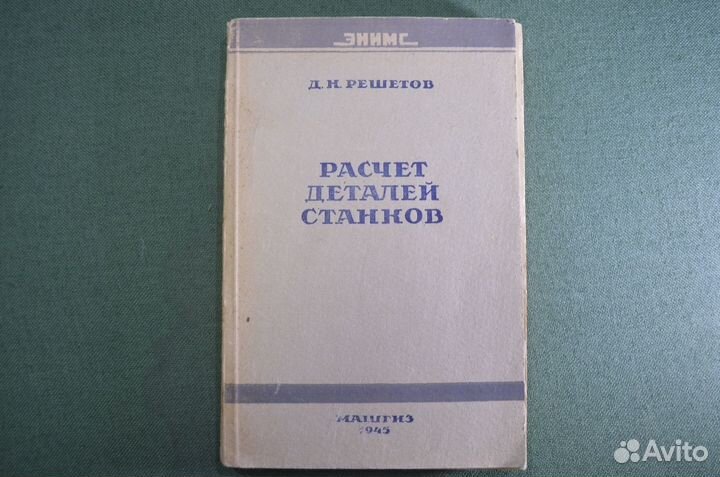 ЭНИМС
Д. Н. РЕШЕТОВ
РАСЧЕТ
ДЕТАЛЕЙ
СТАНКОВ
МАШГИЗ
1945
Avito